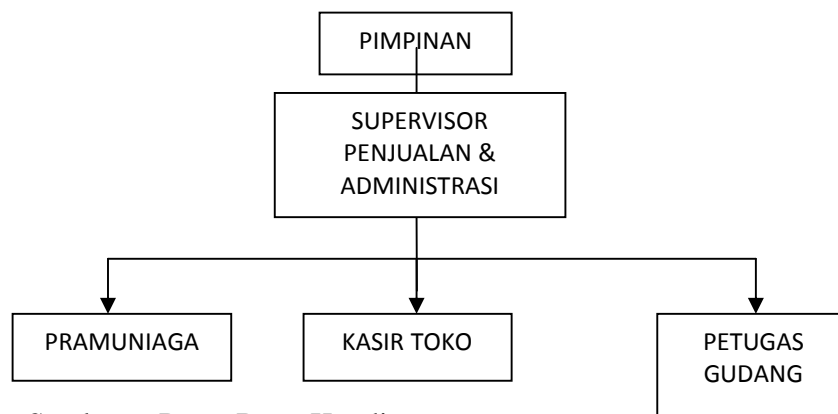 PIMPINAN
SUPERVISOR
PENJUALAN &
ADMINISTRASI
PRAMUNIAGA
KASIR TOKO
PETUGAS
GUDANG